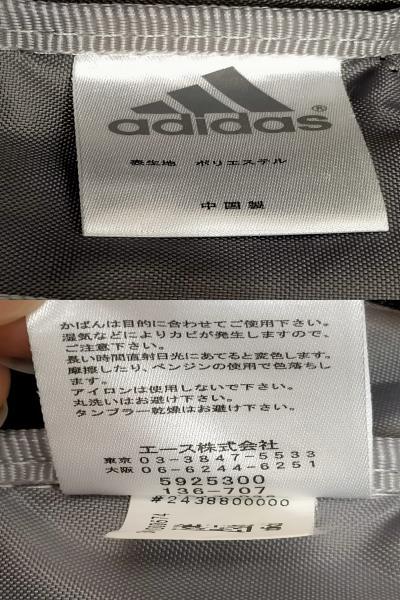 adidas®
表生地 ポリエステル
中国製
かばんは目的に合わせてご使用下さい。
湿気などによりカビが発生しますので、
ご注意下さい。
長い時間直射日光にあてると変色します。
摩擦したり、ベンジンの使用で色落ちし
ます。
アイロンは使用しないで下さい。
丸洗いはお避け下さい。
タンブラー乾燥はお避け下さい。
エース株式会社
東京 03-3847-5533
大阪 06-6244-6251
5925300
136-707
#2438800000